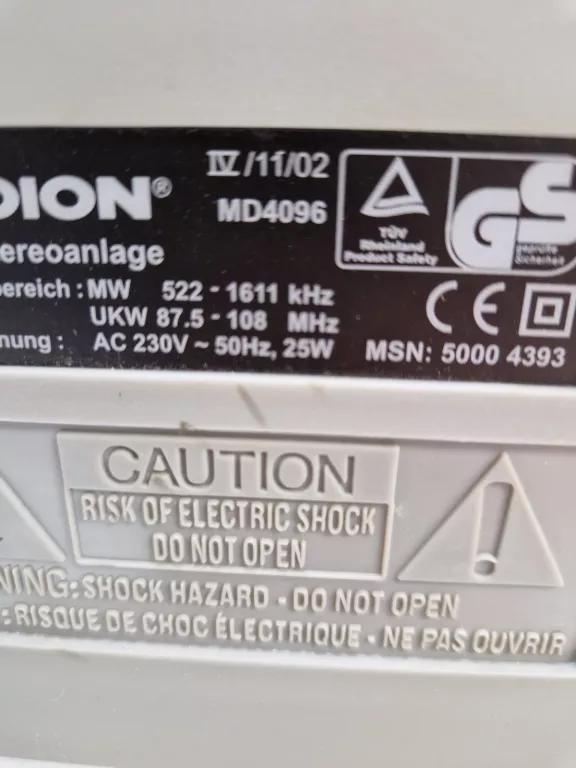 IV/11/02
DION®
MD4096
ereoanlage
TÜV
Rheinland
Product Safety
GS
geprüfte
Sicherheit
bereich : MW 522 - 1611 kHz
UKW 87.5 - 108 MHz
CE
nung : AC 230V ~ 50Hz, 25W
MSN: 5000 4393
CAUTION
RISK OF ELECTRIC SHOCK
DO NOT OPEN
NING: SHOCK HAZARD - DO NOT OPEN
: RISQUE DE CHOC ÉLECTRIQUE - NE PAS OUVRIR